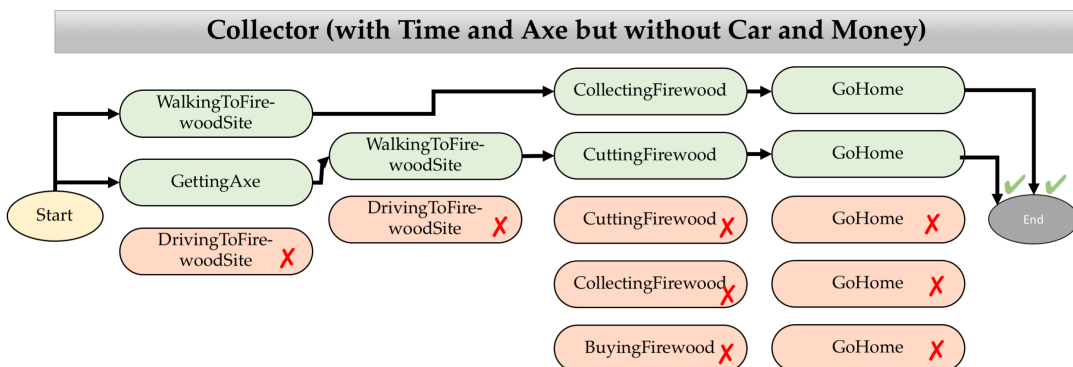 Collector (with Time and Axe but without Car and Money)
WalkingToFire-
woodSite
CollectingFirewood
GoHome
GettingAxe
WalkingToFire-
woodSite
CuttingFirewood
GoHome
Start
DrivingToFire-
woodSite
CuttingFirewood
GoHome
End
DrivingToFire-
woodSite
CollectingFirewood
GoHome
BuyingFirewood
GoHome